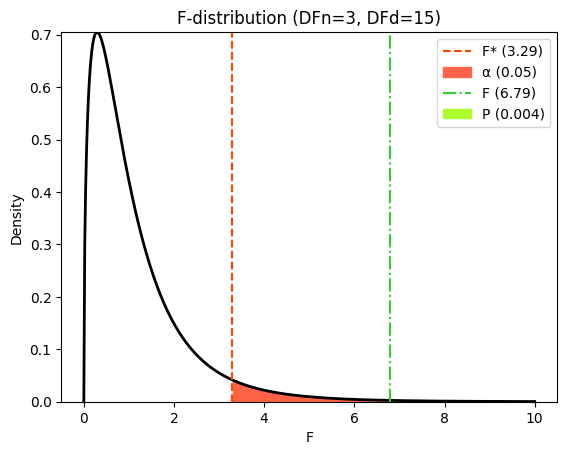 F-distribution (DFn=3, DFd=15)
F* (3.29)
α (0.05)
F (6.79)
P (0.004)
Density
0.7
0.6
0.5
0.4
0.3
0.2
0.1
0.0
0 2 4 6 8 10
F